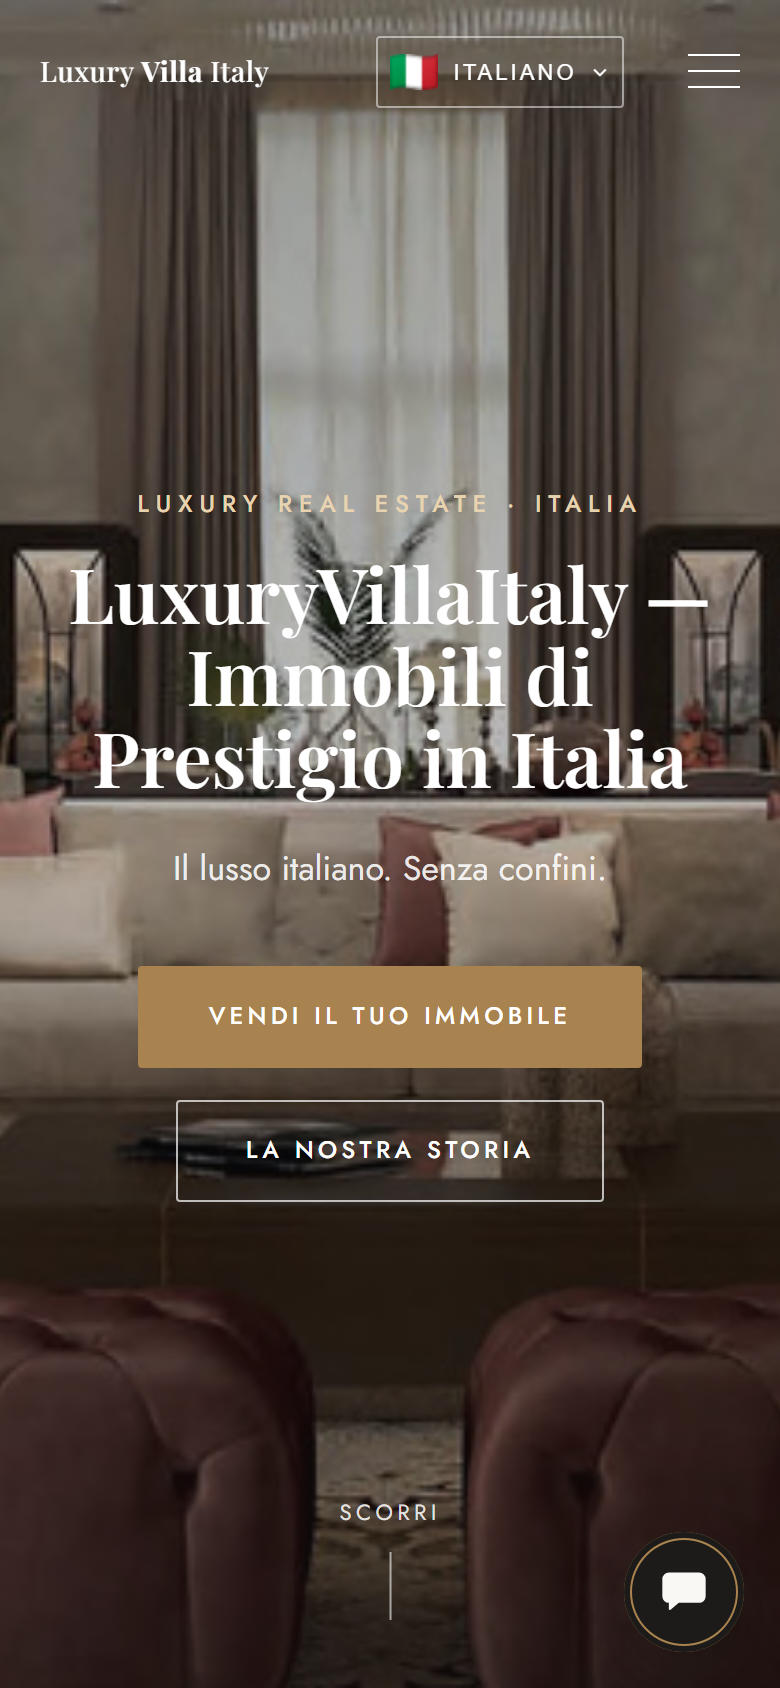 Luxury Villa Italy
ITALIANO
LUXURY REAL ESTATE · ITALIA
LuxuryVillaItaly —
Immobili di
Prestigio in Italia
Il lusso italiano. Senza confini.
VENDI IL TUO IMMOBILE
LA NOSTRA STORIA
SCORRI